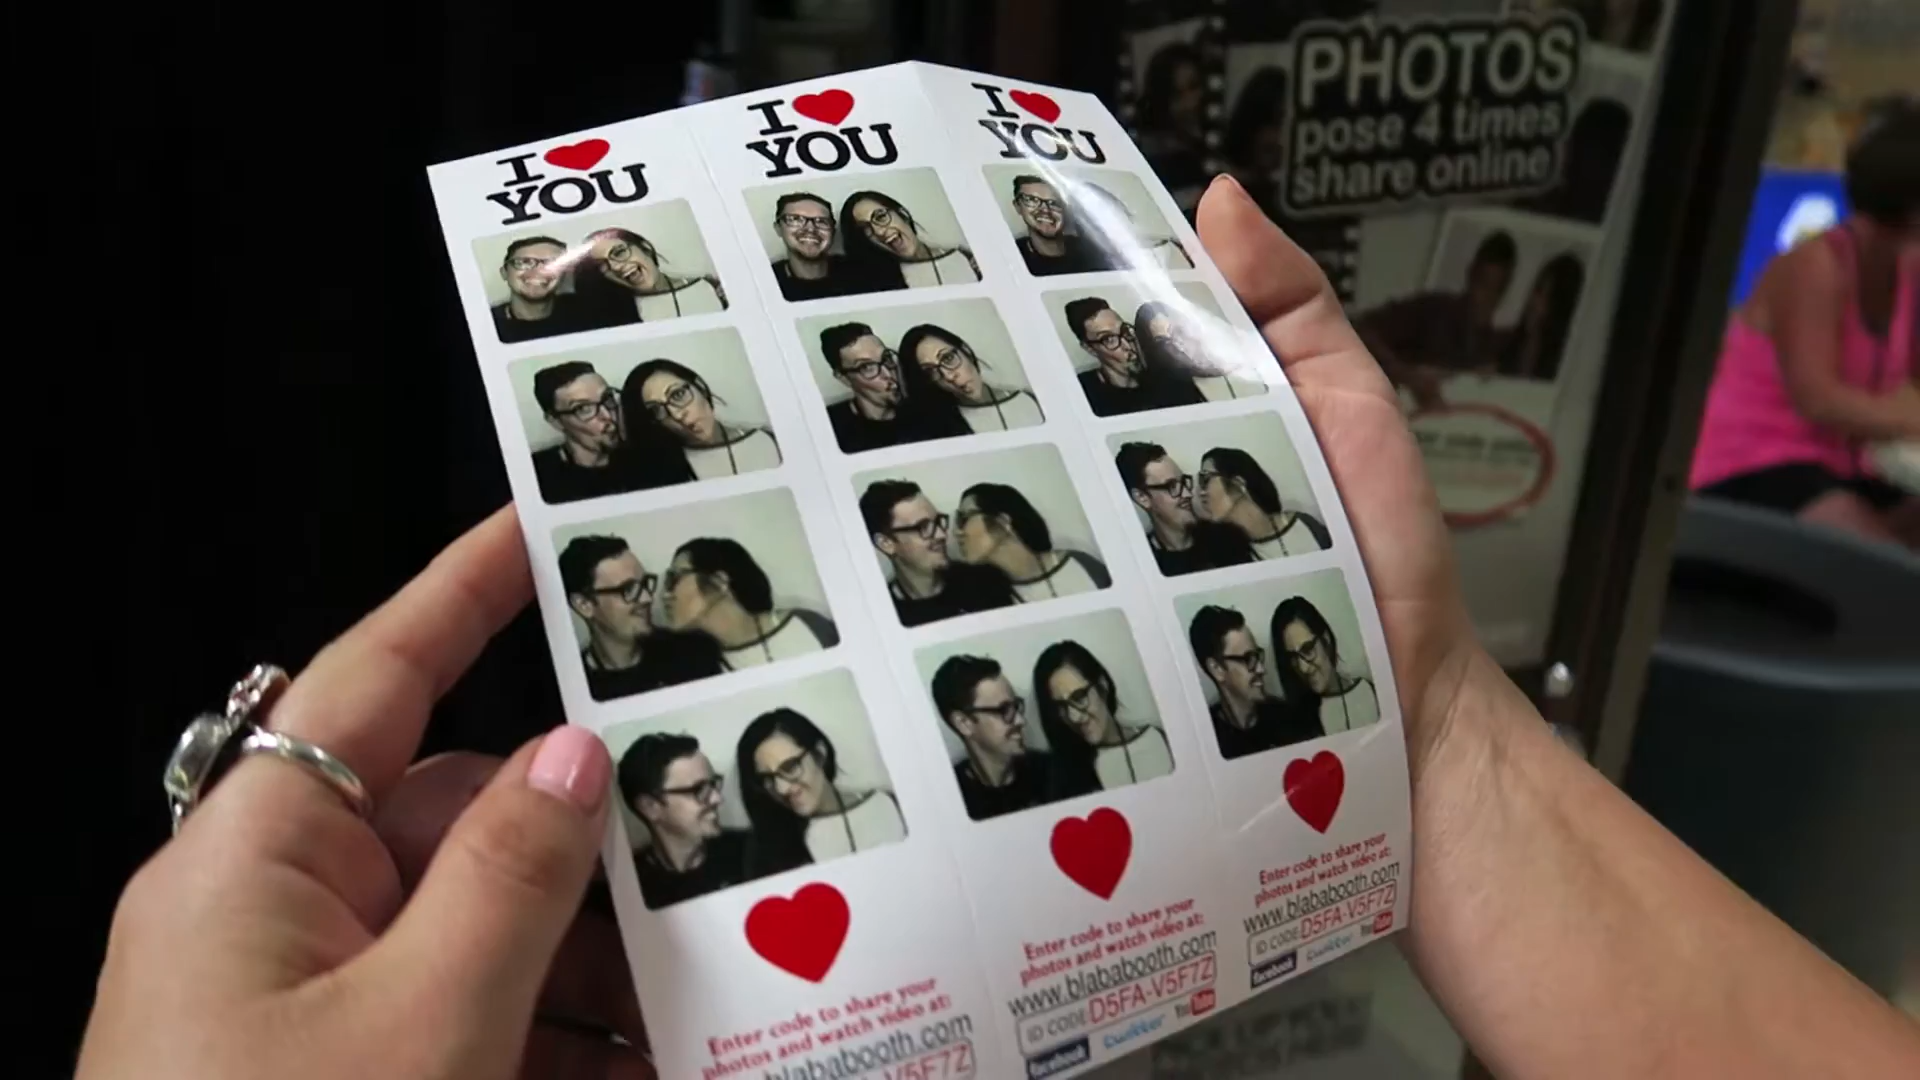 I ♥
YOU
Enter code to share your
photos and watch video at:
blababooth.com
V5F7Z
I ♥
YOU
Enter code to share your
photos and watch video at:
www.blababooth.com
ID CODE D5FA-V5F7Z
facebook twitter YouTube
I ♥
YOU
Enter code to share your
photos and watch video at:
www.blababooth.com
ID CODE D5FA-V5F7Z
facebook twitter YouTube
PHOTOS
pose 4 times
share online